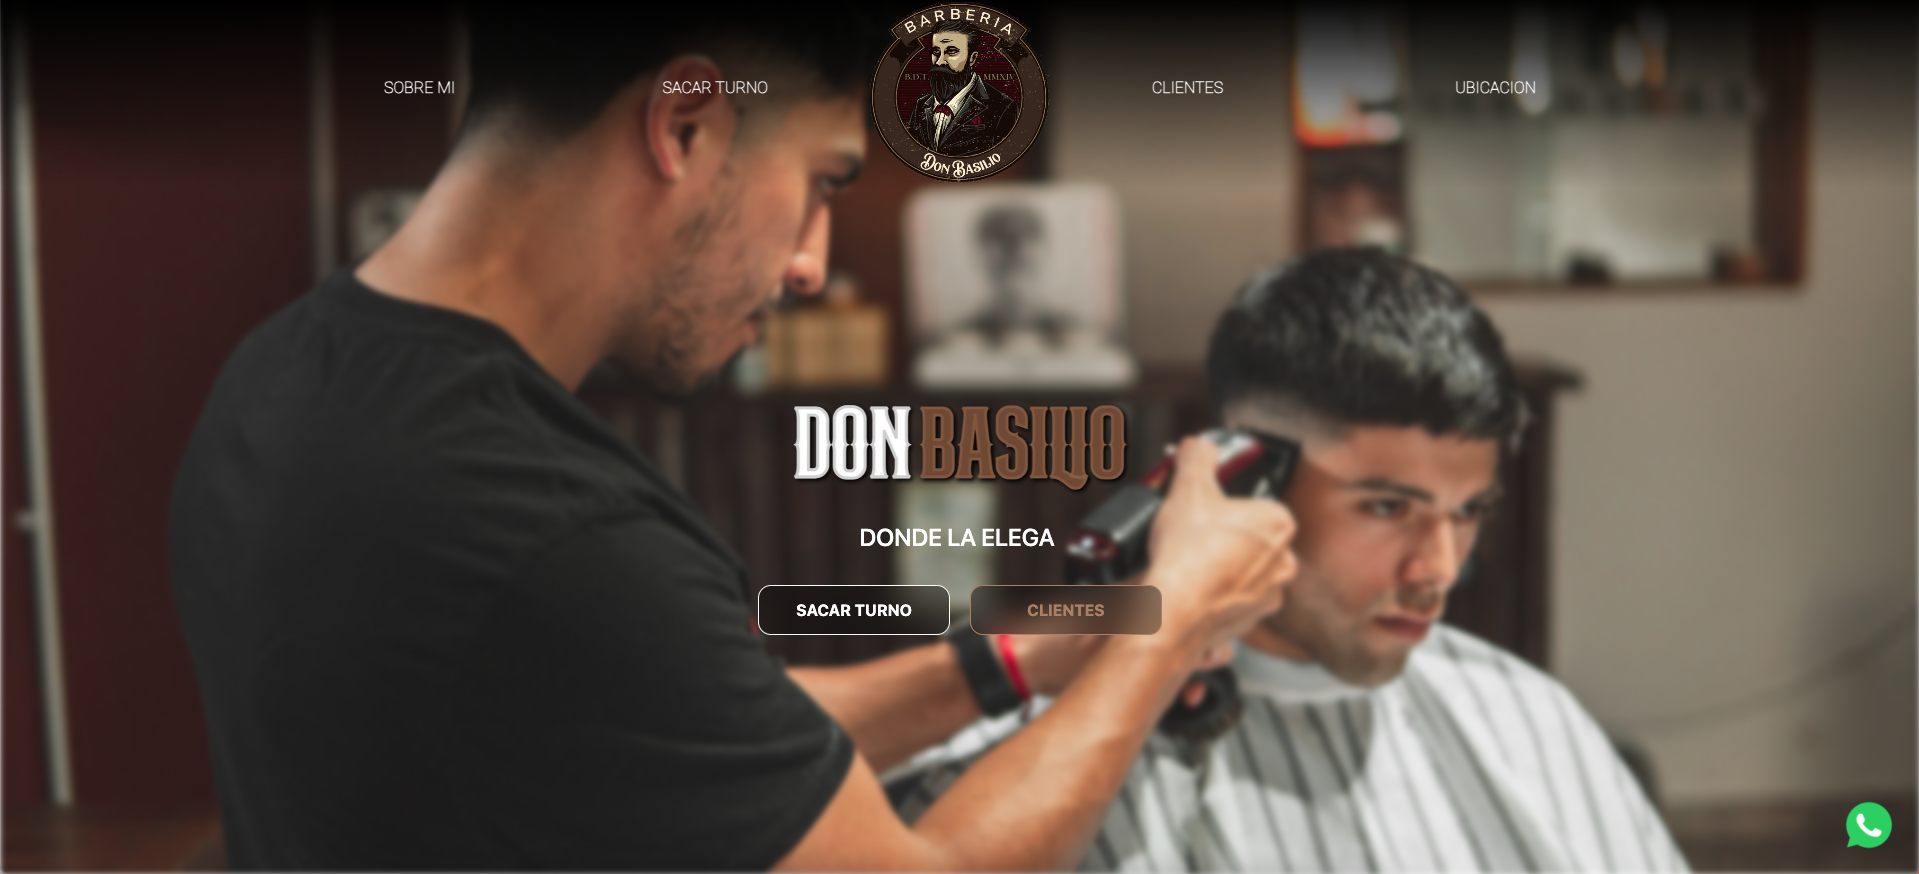 BARBERIA
B.D.T. MMXIV
DON BASILIO
SOBRE MI
SACAR TURNO
CLIENTES
UBICACION
DON BASILIO
DONDE LA ELEGA
SACAR TURNO
CLIENTES